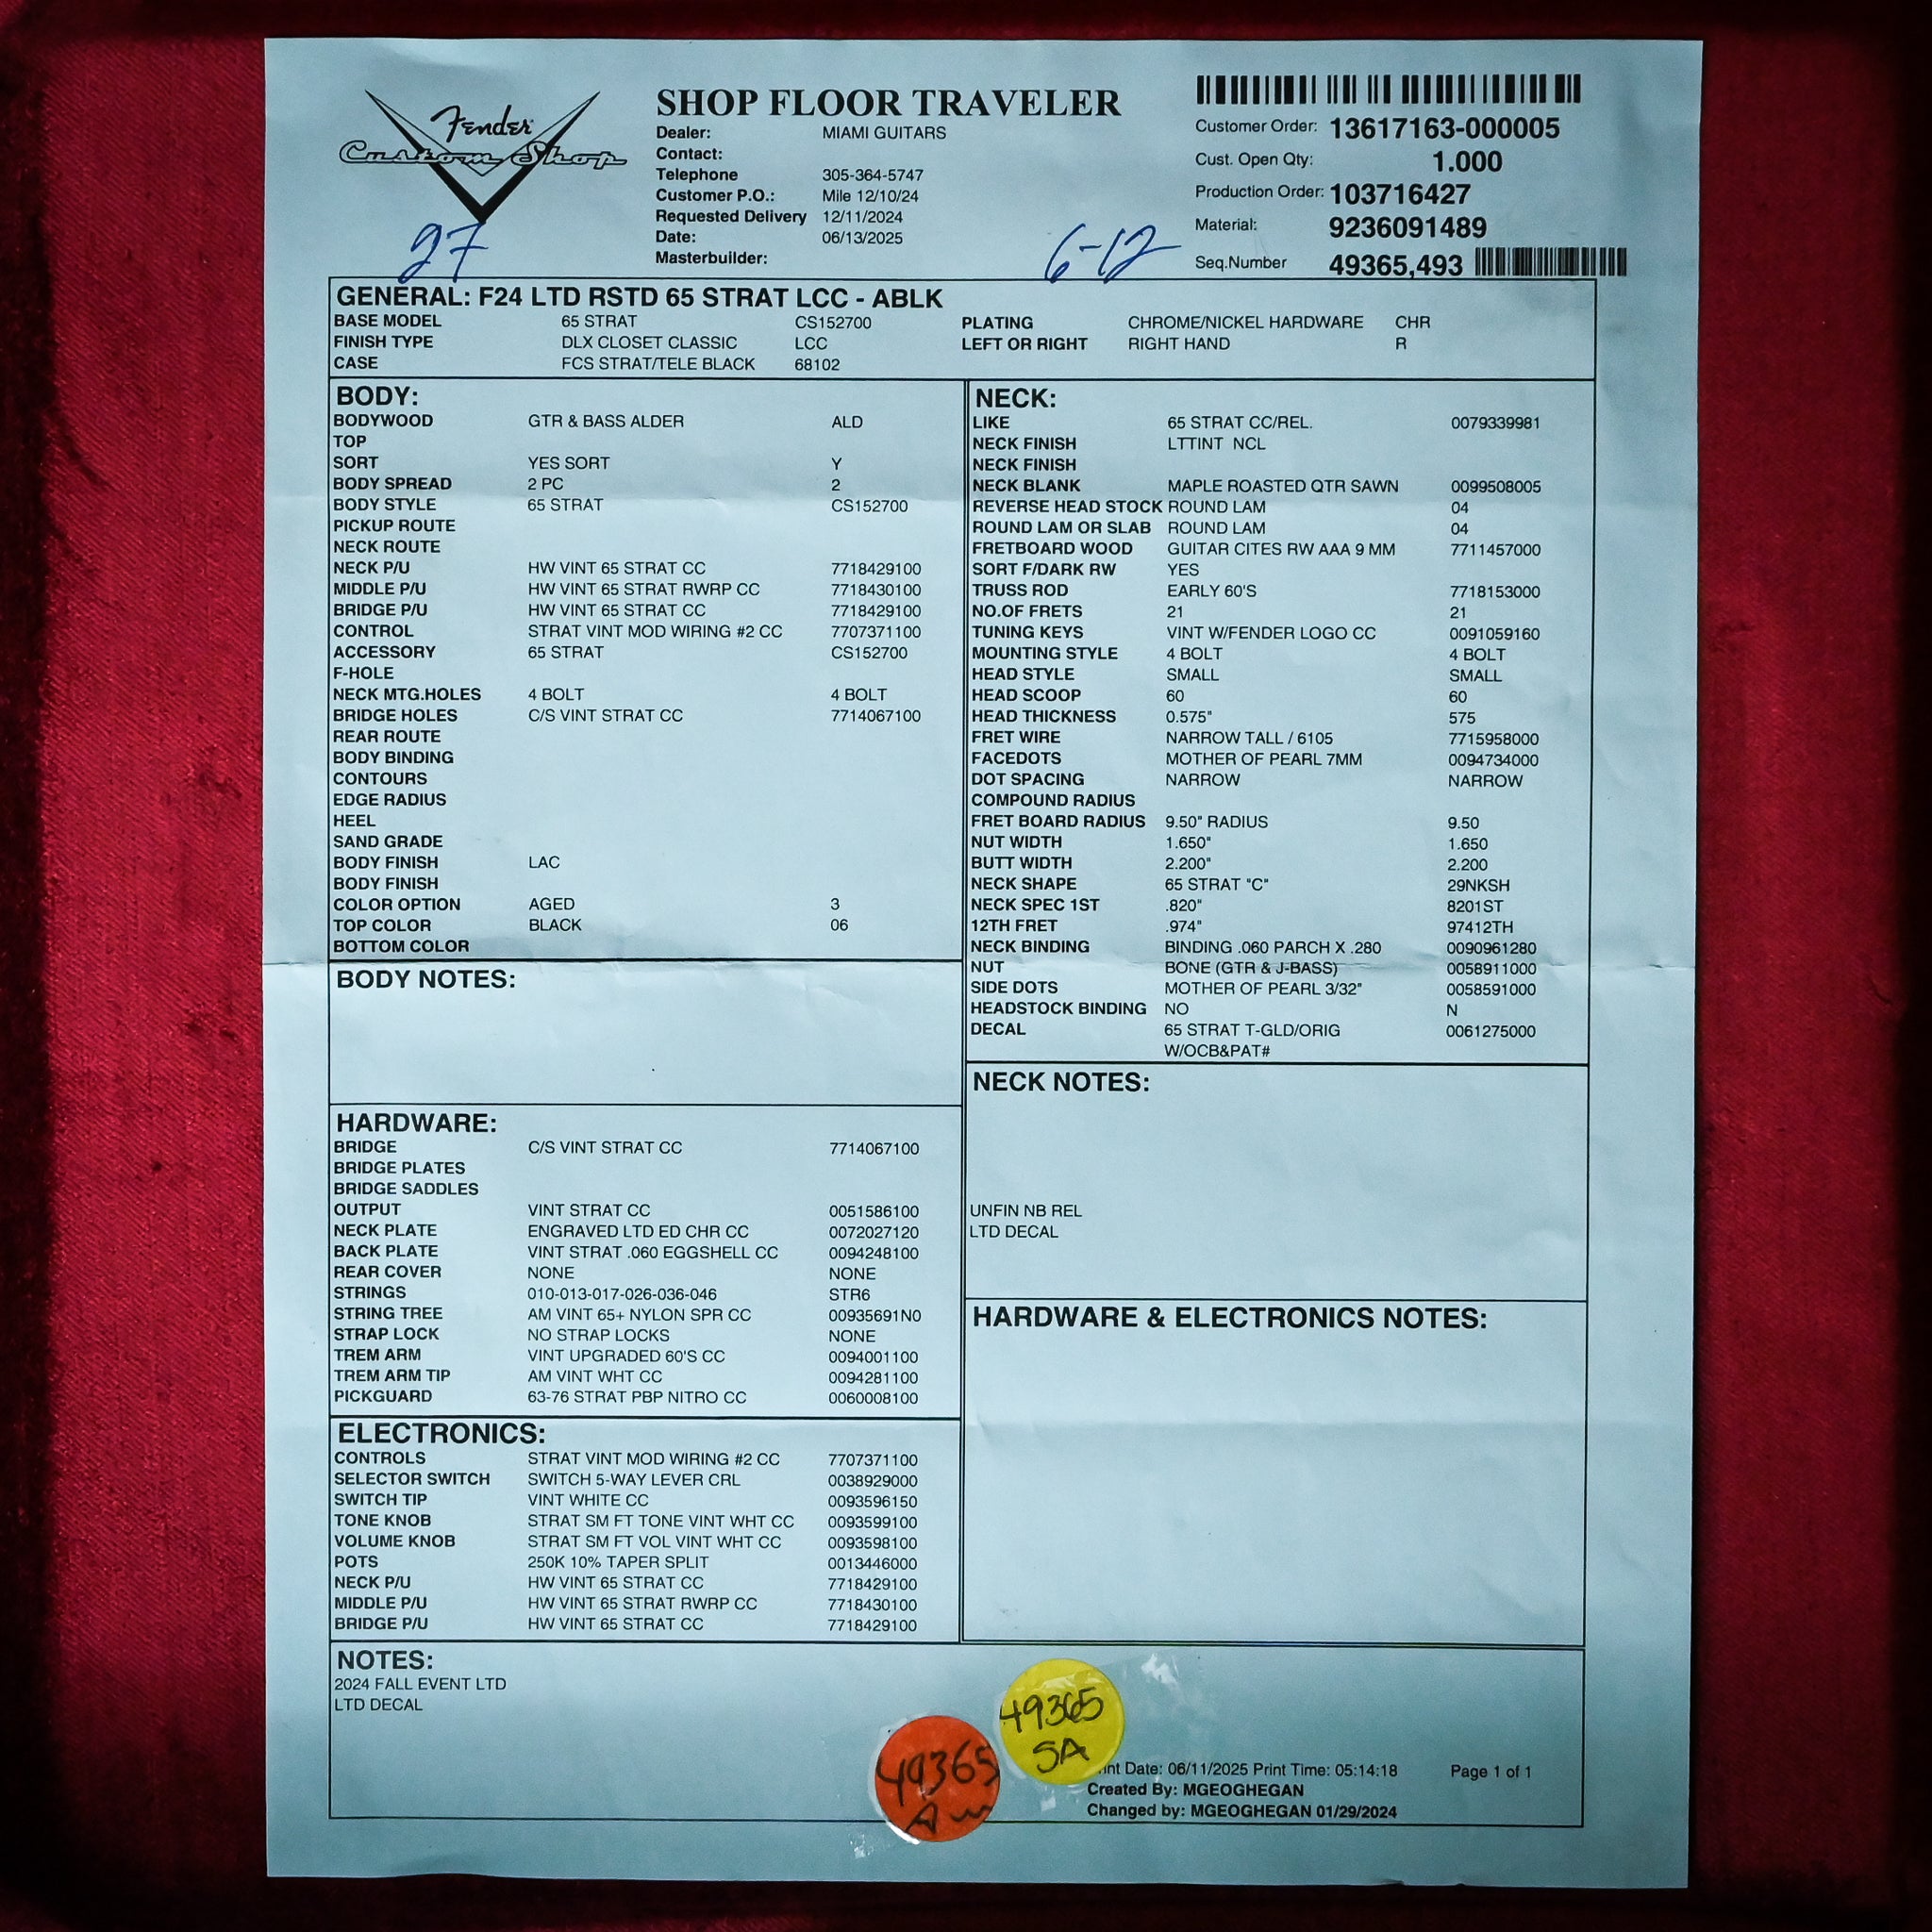 Fender
Custom Shop
SHOP FLOOR TRAVELER
Dealer: MIAMI GUITARS
Contact:
Telephone 305-364-5747
Customer P.O.: Mile 12/10/24
Requested Delivery 12/11/2024
Date: 06/13/2025
Masterbuilder:
Customer Order: 13617163-000005
Cust. Open Qty: 1.000
Production Order: 103716427
Material: 9236091489
Seq.Number 49365,493
27
6-12
GENERAL: F24 LTD RSTD 65 STRAT LCC - ABLK
BASE MODEL 65 STRAT CS152700 PLATING CHROME/NICKEL HARDWARE CHR
FINISH TYPE DLX CLOSET CLASSIC LCC LEFT OR RIGHT RIGHT HAND R
CASE FCS STRAT/TELE BLACK 68102
BODY:
BODYWOOD GTR & BASS ALDER ALD
TOP
SORT YES SORT Y
BODY SPREAD 2 PC 2
BODY STYLE 65 STRAT CS152700
PICKUP ROUTE
NECK ROUTE
NECK P/U HW VINT 65 STRAT CC 7718429100
MIDDLE P/U HW VINT 65 STRAT RWRP CC 7718430100
BRIDGE P/U HW VINT 65 STRAT CC 7718429100
CONTROL STRAT VINT MOD WIRING #2 CC 7707371100
ACCESSORY 65 STRAT CS152700
F-HOLE
NECK MTG.HOLES 4 BOLT 4 BOLT
BRIDGE HOLES C/S VINT STRAT CC 7714067100
REAR ROUTE
BODY BINDING
CONTOURS
EDGE RADIUS
HEEL
SAND GRADE
BODY FINISH LAC
BODY FINISH
COLOR OPTION AGED 3
TOP COLOR BLACK 06
BOTTOM COLOR
BODY NOTES:
HARDWARE:
BRIDGE C/S VINT STRAT CC 7714067100
BRIDGE PLATES
BRIDGE SADDLES
OUTPUT VINT STRAT CC 0051586100
NECK PLATE ENGRAVED LTD ED CHR CC 0072027120
BACK PLATE VINT STRAT .060 EGGSHELL CC 0094248100
REAR COVER NONE NONE
STRINGS 010-013-017-026-036-046 STR6
STRING TREE AM VINT 65+ NYLON SPR CC 00935691N0
STRAP LOCK NO STRAP LOCKS NONE
TREM ARM VINT UPGRADED 60'S CC 0094001100
TREM ARM TIP AM VINT WHT CC 0094281100
PICKGUARD 63-76 STRAT PBP NITRO CC 0060008100
ELECTRONICS:
CONTROLS STRAT VINT MOD WIRING #2 CC 7707371100
SELECTOR SWITCH SWITCH 5-WAY LEVER CRL 0038929000
SWITCH TIP VINT WHITE CC 0093596150
TONE KNOB STRAT SM FT TONE VINT WHT CC 0093599100
VOLUME KNOB STRAT SM FT VOL VINT WHT CC 0093598100
POTS 250K 10% TAPER SPLIT 0013446000
NECK P/U HW VINT 65 STRAT CC 7718429100
MIDDLE P/U HW VINT 65 STRAT RWRP CC 7718430100
BRIDGE P/U HW VINT 65 STRAT CC 7718429100
NECK:
LIKE 65 STRAT CC/REL. 0079339981
NECK FINISH LTTINT NCL
NECK FINISH
NECK BLANK MAPLE ROASTED QTR SAWN 0099508005
REVERSE HEAD STOCK ROUND LAM 04
ROUND LAM OR SLAB ROUND LAM 04
FRETBOARD WOOD GUITAR CITES RW AAA 9 MM 7711457000
SORT F/DARK RW YES
TRUSS ROD EARLY 60'S 7718153000
NO.OF FRETS 21 21
TUNING KEYS VINT W/FENDER LOGO CC 0091059160
MOUNTING STYLE 4 BOLT 4 BOLT
HEAD STYLE SMALL SMALL
HEAD SCOOP 60 60
HEAD THICKNESS 0.575" 575
FRET WIRE NARROW TALL / 6105 7715958000
FACEDOTS MOTHER OF PEARL 7MM 0094734000
DOT SPACING NARROW NARROW
COMPOUND RADIUS
FRET BOARD RADIUS 9.50" RADIUS 9.50
NUT WIDTH 1.650" 1.650
BUTT WIDTH 2.200" 2.200
NECK SHAPE 65 STRAT "C" 29NKSH
NECK SPEC 1ST .820" 8201ST
12TH FRET .974" 97412TH
NECK BINDING BINDING .060 PARCH X .280 0090961280
NUT BONE (GTR & J-BASS) 0058911000
SIDE DOTS MOTHER OF PEARL 3/32" 0058591000
HEADSTOCK BINDING NO N
DECAL 65 STRAT T-GLD/ORIG 0061275000
W/OCB&PAT#
NECK NOTES:
UNFIN NB REL
LTD DECAL
HARDWARE & ELECTRONICS NOTES:
NOTES:
2024 FALL EVENT LTD
LTD DECAL
49365
SA
49365
int Date: 06/11/2025 Print Time: 05:14:18 Page 1 of 1
Created By: MGEOGHEGAN
Changed by: MGEOGHEGAN 01/29/2024